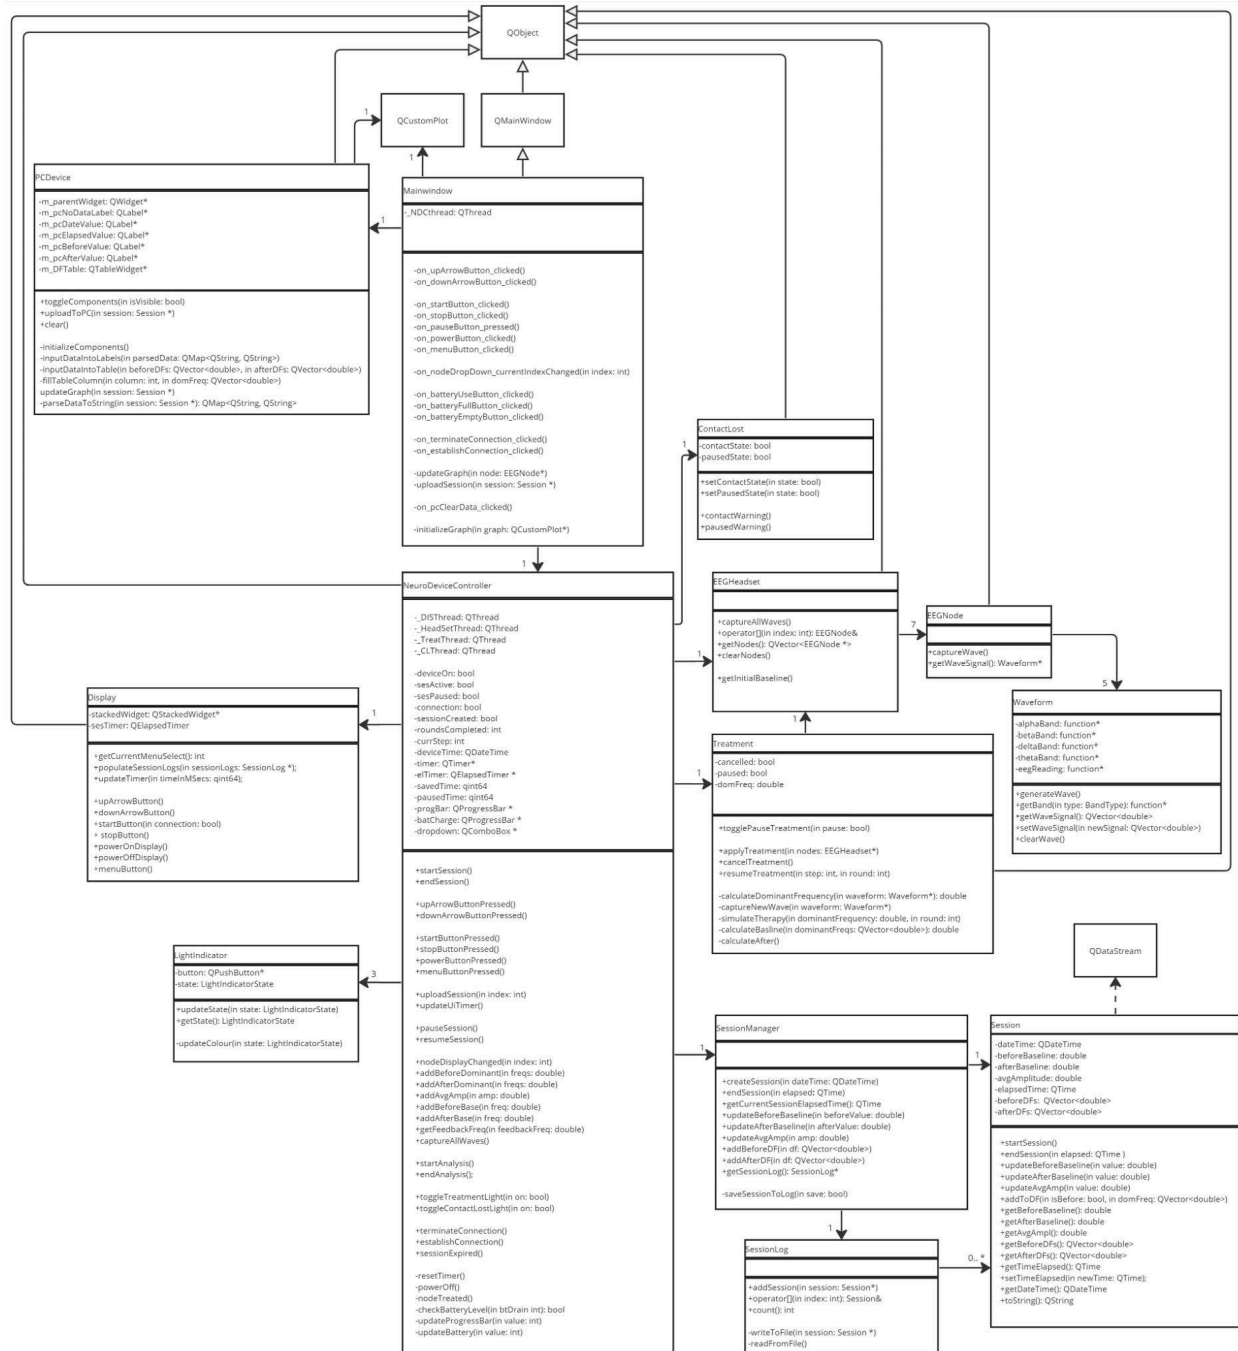 QObject
1
QCustomPlot
QMainWindow
1
PCDevice
-m_parentWidget: QWidget*
-m_pcNoDataLabel: QLabel*
-m_pcDateValue: QLabel*
-m_pcElapsedValue: QLabel*
-m_pcBeforeValue: QLabel*
-m_pcAfterValue: QLabel*
-m_DFTable: QTableWidget*
+toggleComponents(in isVisible: bool)
+uploadToPC(in session: Session *)
+clear()
-initializeComponents()
-inputDataIntoLabels(in parsedData: QMap<QString, QString>)
-inputDataIntoTable(in beforeDFs: QVector<double>, in afterDFs: QVector<double>)
-fillTableColumn(in column: int, in domFreq: QVector<double>)
updateGraph(in session: Session *)
-parseDataToString(in session: Session *): QMap<QString, QString>
1
Mainwindow
-_NDCthread: QThread
-on_upArrowButton_clicked()
-on_downArrowButton_clicked()
-on_startButton_clicked()
-on_stopButton_clicked()
-on_pauseButton_pressed()
-on_powerButton_clicked()
-on_menuButton_clicked()
-on_nodeDropDown_currentIndexChanged(in index: int)
-on_batteryUseButton_clicked()
-on_batteryFullButton_clicked()
-on_batteryEmptyButton_clicked()
-on_terminateConnection_clicked()
-on_establishConnection_clicked()
-updateGraph(in node: EEGNode*)
-uploadSession(in session: Session *)
-on_pcClearData_clicked()
-initializeGraph(in graph: QCustomPlot*)
1
1
ContactLost
-contactState: bool
-pausedState: bool
+setContactState(in state: bool)
+setPausedState(in state: bool)
+contactWarning()
+pausedWarning()
NeuroDeviceController
-_DISThread: QThread
-_HeadSetThread: QThread
-_TreatThread: QThread
-_CLThread: QThread
-deviceOn: bool
-sesActive: bool
-sesPaused: bool
-connection: bool
-sessionCreated: bool
-roundsCompleted: int
-currStep: int
-deviceTime: QDateTime
-timer: QTimer*
-elTimer: QElapsedTimer *
-savedTime: qint64
-pausedTime: qint64
-progBar: QProgressBar *
-batCharge: QProgressBar *
-dropdown: QComboBox *
+startSession()
+endSession()
+upArrowButtonPressed()
+downArrowButtonPressed()
+startButtonPressed()
+stopButtonPressed()
+powerButtonPressed()
+menuButtonPressed()
+uploadSession(in index: int)
+updateUiTimer()
+pauseSession()
+resumeSession()
+nodeDisplayChanged(in index: int)
+addBeforeDominant(in freqs: double)
+addAfterDominant(in freqs: double)
+addAvgAmp(in amp: double)
+addBeforeBase(in freq: double)
+addAfterBase(in freq: double)
+getFeedbackFreq(in feedbackFreq: double)
+captureAllWaves()
+startAnalysis()
+endAnalysis();
+toggleTreatmentLight(in on: bool)
+toggleContactLostLight(in on: bool)
+terminateConnection()
+establishConnection()
+sessionExpired()
-resetTimer()
-powerOff()
-nodeTreated()
-checkBatteryLevel(in btDrain int): bool
-updateProgressBar(in value: int)
-updateBattery(in value: int)
1
EEGHeadset
+captureAllWaves()
+operator[](in index: int): EEGNode&
+getNodes(): QVector<EEGNode *>
+clearNodes()
+getInitialBaseline()
7
EEGNode
+captureWave()
+getWaveSignal(): Waveform*
5
Waveform
-alphaBand: function*
-betaBand: function*
-deltaBand: function*
-thetaBand: function*
-eegReading: function*
+generateWave()
+getBand(in type: BandType): function*
+getWaveSignal(): QVector<double>
+setWaveSignal(in newSignal: QVector<double>)
+clearWave()
1
Display
-stackedWidget: QStackedWidget*
-sesTimer: QElapsedTimer
+getCurrentMenuSelect(): int
+populateSessionLogs(in sessionLogs: SessionLog *);
+updateTimer(in timeInMSecs: qint64);
+upArrowButton()
+downArrowButton()
+startButton(in connection: bool)
+ stopButton()
+powerOnDisplay()
+powerOffDisplay()
+menuButton()
1
1
Treatment
-cancelled: bool
-paused: bool
-domFreq: double
+togglePauseTreatment(in pause: bool)
+applyTreatment(in nodes: EEGHeadset*)
+cancelTreatment()
+resumeTreatment(in step: int, in round: int)
-calculateDominantFrequency(in waveform: Waveform*): double
-captureNewWave(in waveform: Waveform*)
-simulateTherapy(in dominantFrequency: double, in round: int)
-calculateBasline(in dominantFreqs: QVector<double>): double
-calculateAfter()
3
LightIndicator
-button: QPushButton*
-state: LightIndicatorState
+updateState(in state: LightIndicatorState)
+getState(): LightIndicatorState
-updateColour(in state: LightIndicatorState)
QDataStream
1
SessionManager
+createSession(in dateTime: QDateTime)
+endSession(in elapsed: QTime)
+getCurrentSessionElapsedTime(): QTime
+updateBeforeBaseline(in beforeValue: double)
+updateAfterBaseline(in afterValue: double)
+updateAvgAmp(in amp: double)
+addBeforeDF(in df: QVector<double>)
+addAfterDF(in df: QVector<double>)
+getSessionLog(): SessionLog*
-saveSessionToLog(in save: bool)
1
Session
-dateTime: QDateTime
-beforeBaseline: double
-afterBaseline: double
-avgAmplitude: double
-elapsedTime: QTime
-beforeDFs: QVector<double>
-afterDFs: QVector<double>
+startSession()
+endSession(in elapsed: QTime )
+updateBeforeBaseline(in value: double)
+updateAfterBaseline(in value: double)
+updateAvgAmp(in value: double)
+addToDF(in isBefore: bool, in domFreq: QVector<double>)
+getBeforeBaseline(): double
+getAfterBaseline(): double
+getAvgAmpl(): double
+getBeforeDFs(): QVector<double>
+getAfterDFs(): QVector<double>
+getTimeElapsed(): QTime
+setTimeElapsed(in newTime: QTime);
+getDateTime(): QDateTime
+toString(): QString
1
SessionLog
+addSession(in session: Session*)
+operator[](in index: int): Session&
+count(): int
-writeToFile(in session: Session *)
-readFromFile()
0.. *